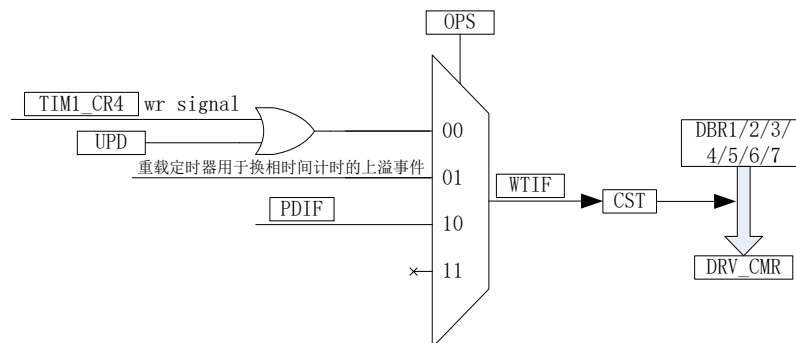 OPS
TIM1_CR4 wr signal
UPD
00
重载定时器用于换相时间计时的上溢事件
01
PDIF
10
11
WTIF
CST
DBR1/2/3/
4/5/6/7
DRV_CMR